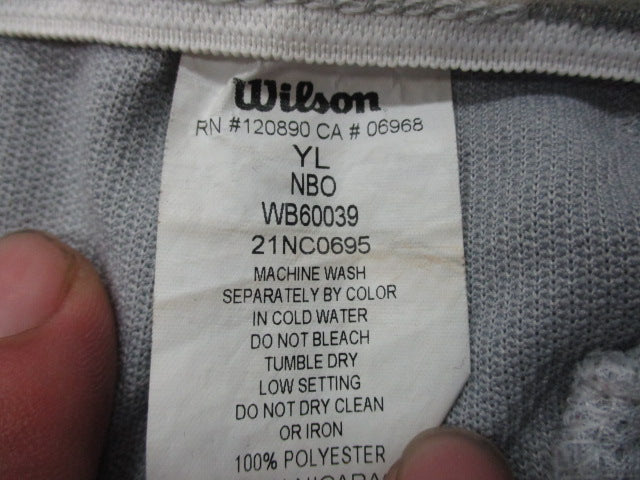 Wilson
RN #120890 CA # 06968
YL
NBO
WB60039
21NC0695
MACHINE WASH
SEPARATELY BY COLOR
IN COLD WATER
DO NOT BLEACH
TUMBLE DRY
LOW SETTING
DO NOT DRY CLEAN
OR IRON
100% POLYESTER